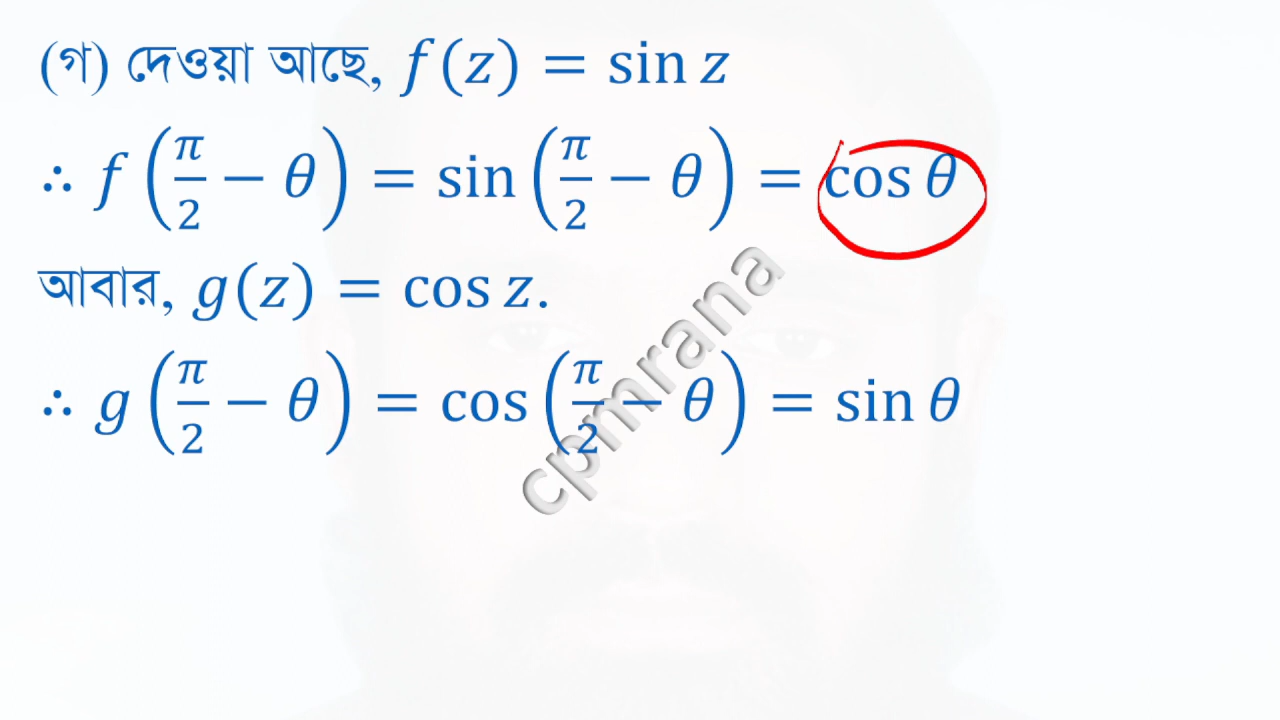 (গ) দেওয়া আছে, f(z) = sin z
∴ f(π/2 − θ) = sin(π/2 − θ) = cos θ
আবার, g(z) = cos z.
∴ g(π/2 − θ) = cos(π/2 − θ) = sin θ
cpmrana